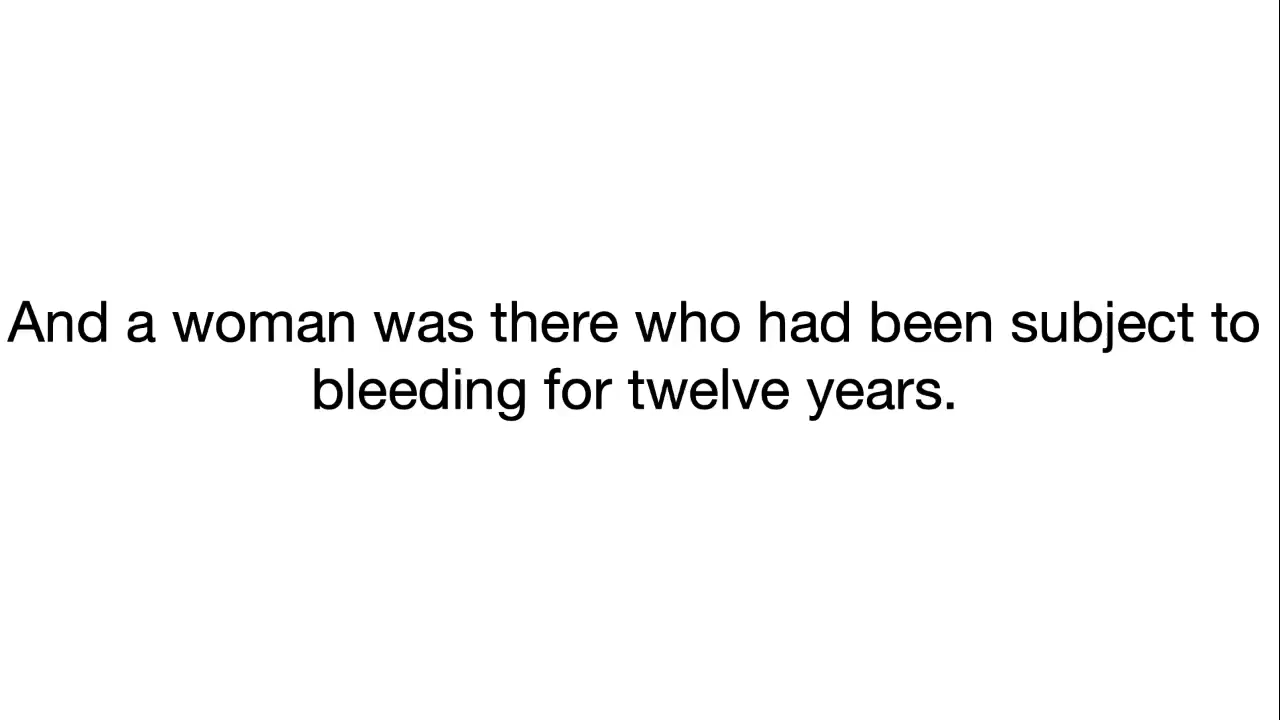 And a woman was there who had been subject to
bleeding for twelve years.